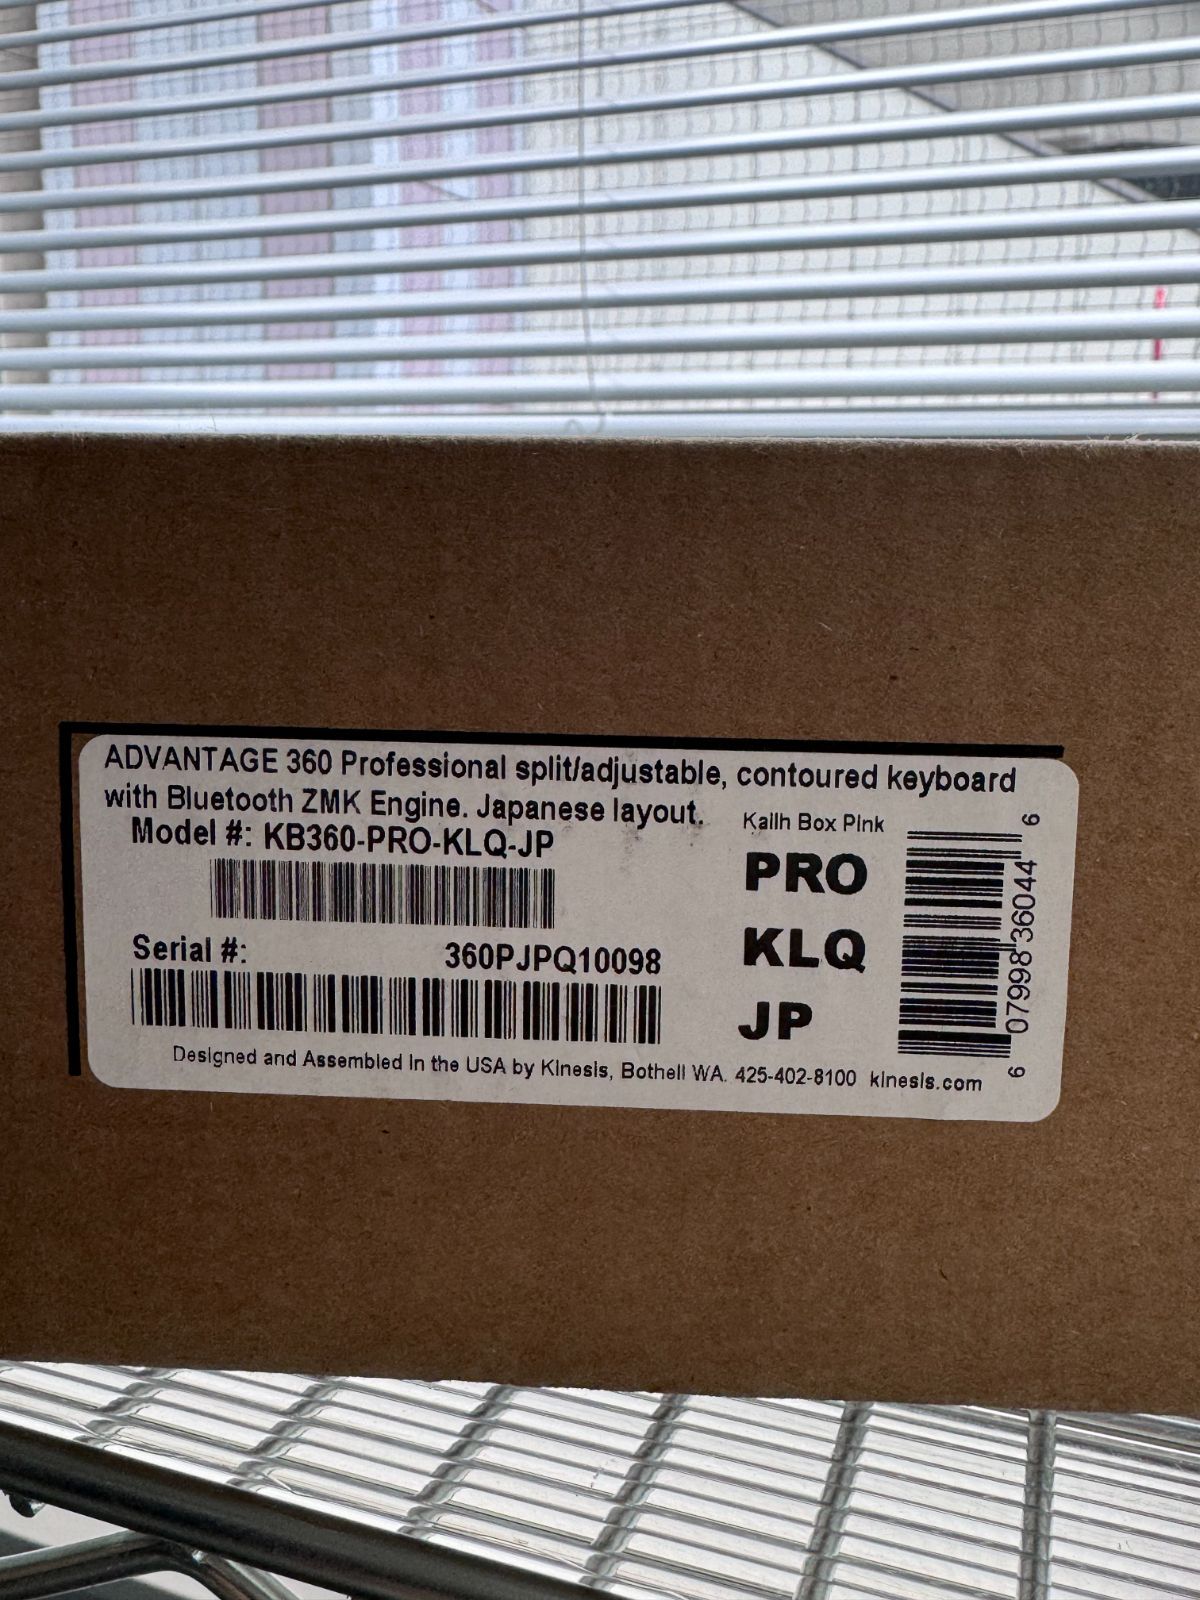 ADVANTAGE 360 Professional split/adjustable, contoured keyboard
with Bluetooth ZMK Engine. Japanese layout.
Kailh Box Pink
Model #: KB360-PRO-KLQ-JP
PRO
KLQ
JP
Serial #: 360PJPQ10098
6 07998 36044 6
Designed and Assembled in the USA by Kinesis, Bothell WA. 425-402-8100 kinesis.com